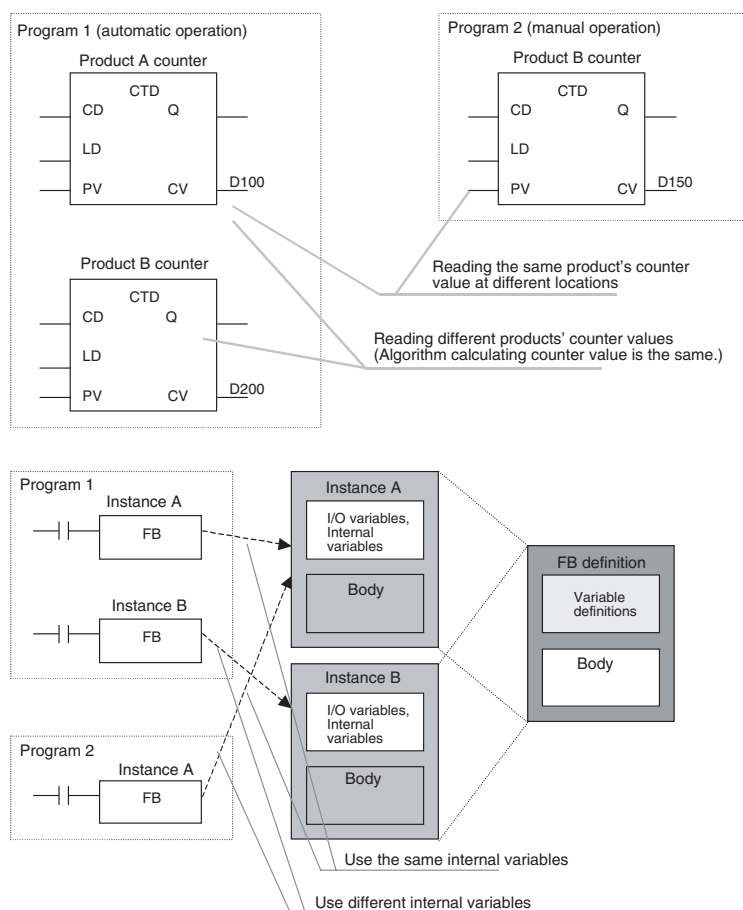 Program 1 (automatic operation)
Product A counter
CTD
CD
Q
LD
PV
CV
D100
Product B counter
CTD
CD
Q
LD
PV
CV
D200
Program 2 (manual operation)
Product B counter
CTD
CD
Q
LD
PV
CV
D150
Reading the same product's counter
value at different locations
Reading different products' counter values
(Algorithm calculating counter value is the same.)
Program 1
Instance A
FB
Instance B
FB
Program 2
Instance A
FB
Instance A
I/O variables,
Internal
variables
Body
Instance B
I/O variables,
Internal
variables
Body
FB definition
Variable
definitions
Body
Use the same internal variables
Use different internal variables